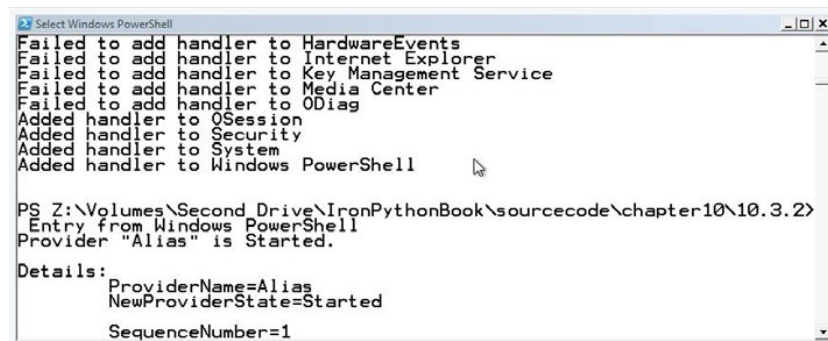 Select Windows PowerShell
Failed to add handler to HardwareEvents
Failed to add handler to Internet Explorer
Failed to add handler to Key Management Service
Failed to add handler to Media Center
Failed to add handler to ODiag
Added handler to OSession
Added handler to Security
Added handler to System
Added handler to Windows PowerShell
PS Z:\Volumes\Second Drive\IronPythonBook\sourcecode\chapter10\10.3.2>
Entry from Windows PowerShell
Provider "Alias" is Started.
Details:
ProviderName=Alias
NewProviderState=Started
SequenceNumber=1